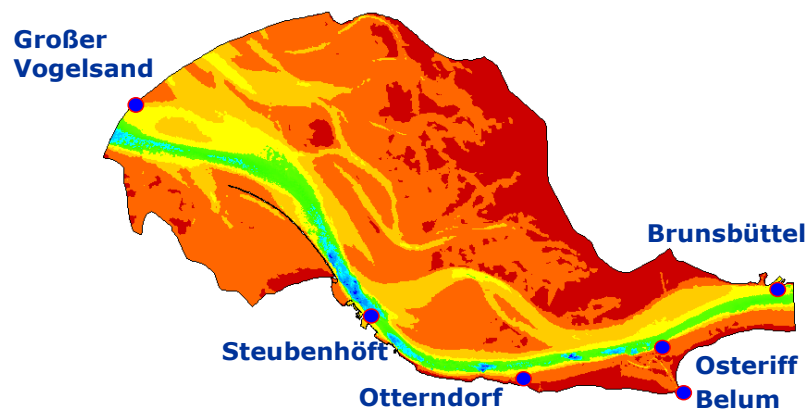 Großer
Vogelsand
Brunsbüttel
Steubenhöft
Osteriff
Otterndorf
Belum